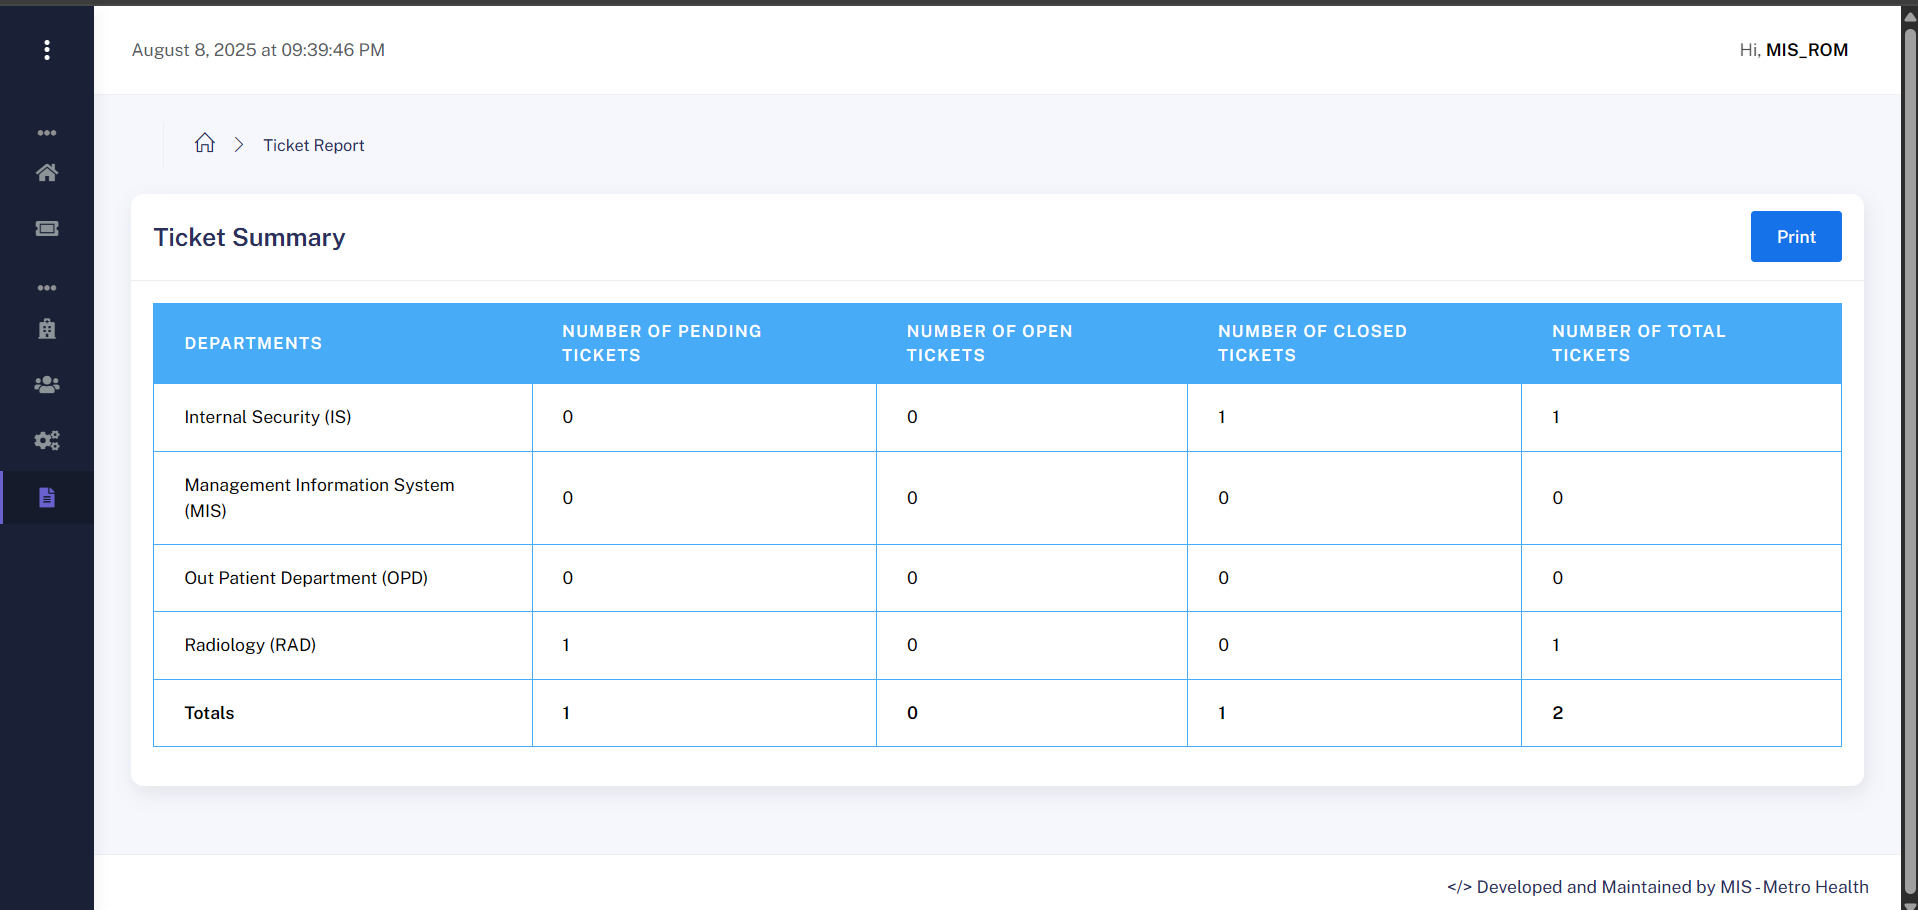 August 8, 2025 at 09:39:46 PM
Hi, MIS_ROM
Ticket Report
Ticket Summary
Print
DEPARTMENTS
NUMBER OF PENDING
TICKETS
NUMBER OF OPEN
TICKETS
NUMBER OF CLOSED
TICKETS
NUMBER OF TOTAL
TICKETS
Internal Security (IS) 0 0 1 1
Management Information System
(MIS)
0 0 0 0
Out Patient Department (OPD) 0 0 0 0
Radiology (RAD) 1 0 0 1
Totals 1 0 1 2
</> Developed and Maintained by MIS - Metro Health